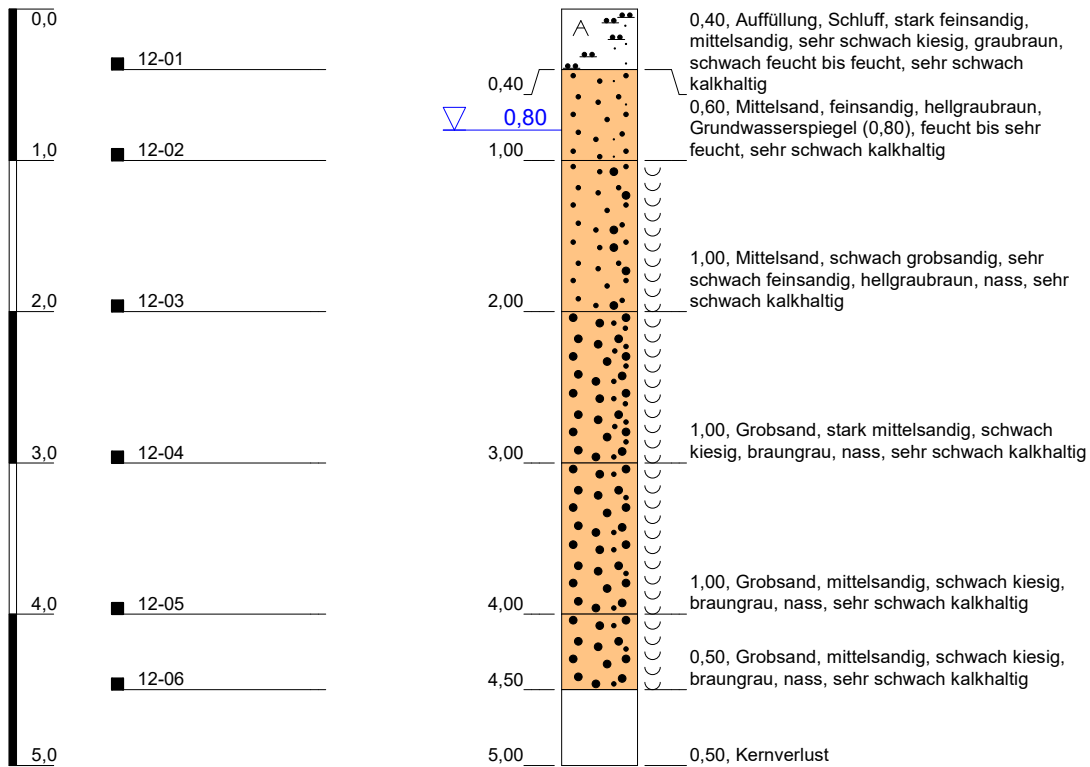 0,0
A
0,40, Auffüllung, Schluff, stark feinsandig,
mittelsandig, sehr schwach kiesig, graubraun,
schwach feucht bis feucht, sehr schwach
kalkhaltig
12-01
0,40
0,60, Mittelsand, feinsandig, hellgraubraun,
Grundwasserspiegel (0,80), feucht bis sehr
feucht, sehr schwach kalkhaltig
0,80
1,0
12-02
1,00
1,00, Mittelsand, schwach grobsandig, sehr
schwach feinsandig, hellgraubraun, nass, sehr
schwach kalkhaltig
2,0
12-03
2,00
1,00, Grobsand, stark mittelsandig, schwach
kiesig, braungrau, nass, sehr schwach kalkhaltig
3,0
12-04
3,00
1,00, Grobsand, mittelsandig, schwach kiesig,
braungrau, nass, sehr schwach kalkhaltig
4,0
12-05
4,00
0,50, Grobsand, mittelsandig, schwach kiesig,
braungrau, nass, sehr schwach kalkhaltig
12-06
4,50
5,0
5,00
0,50, Kernverlust